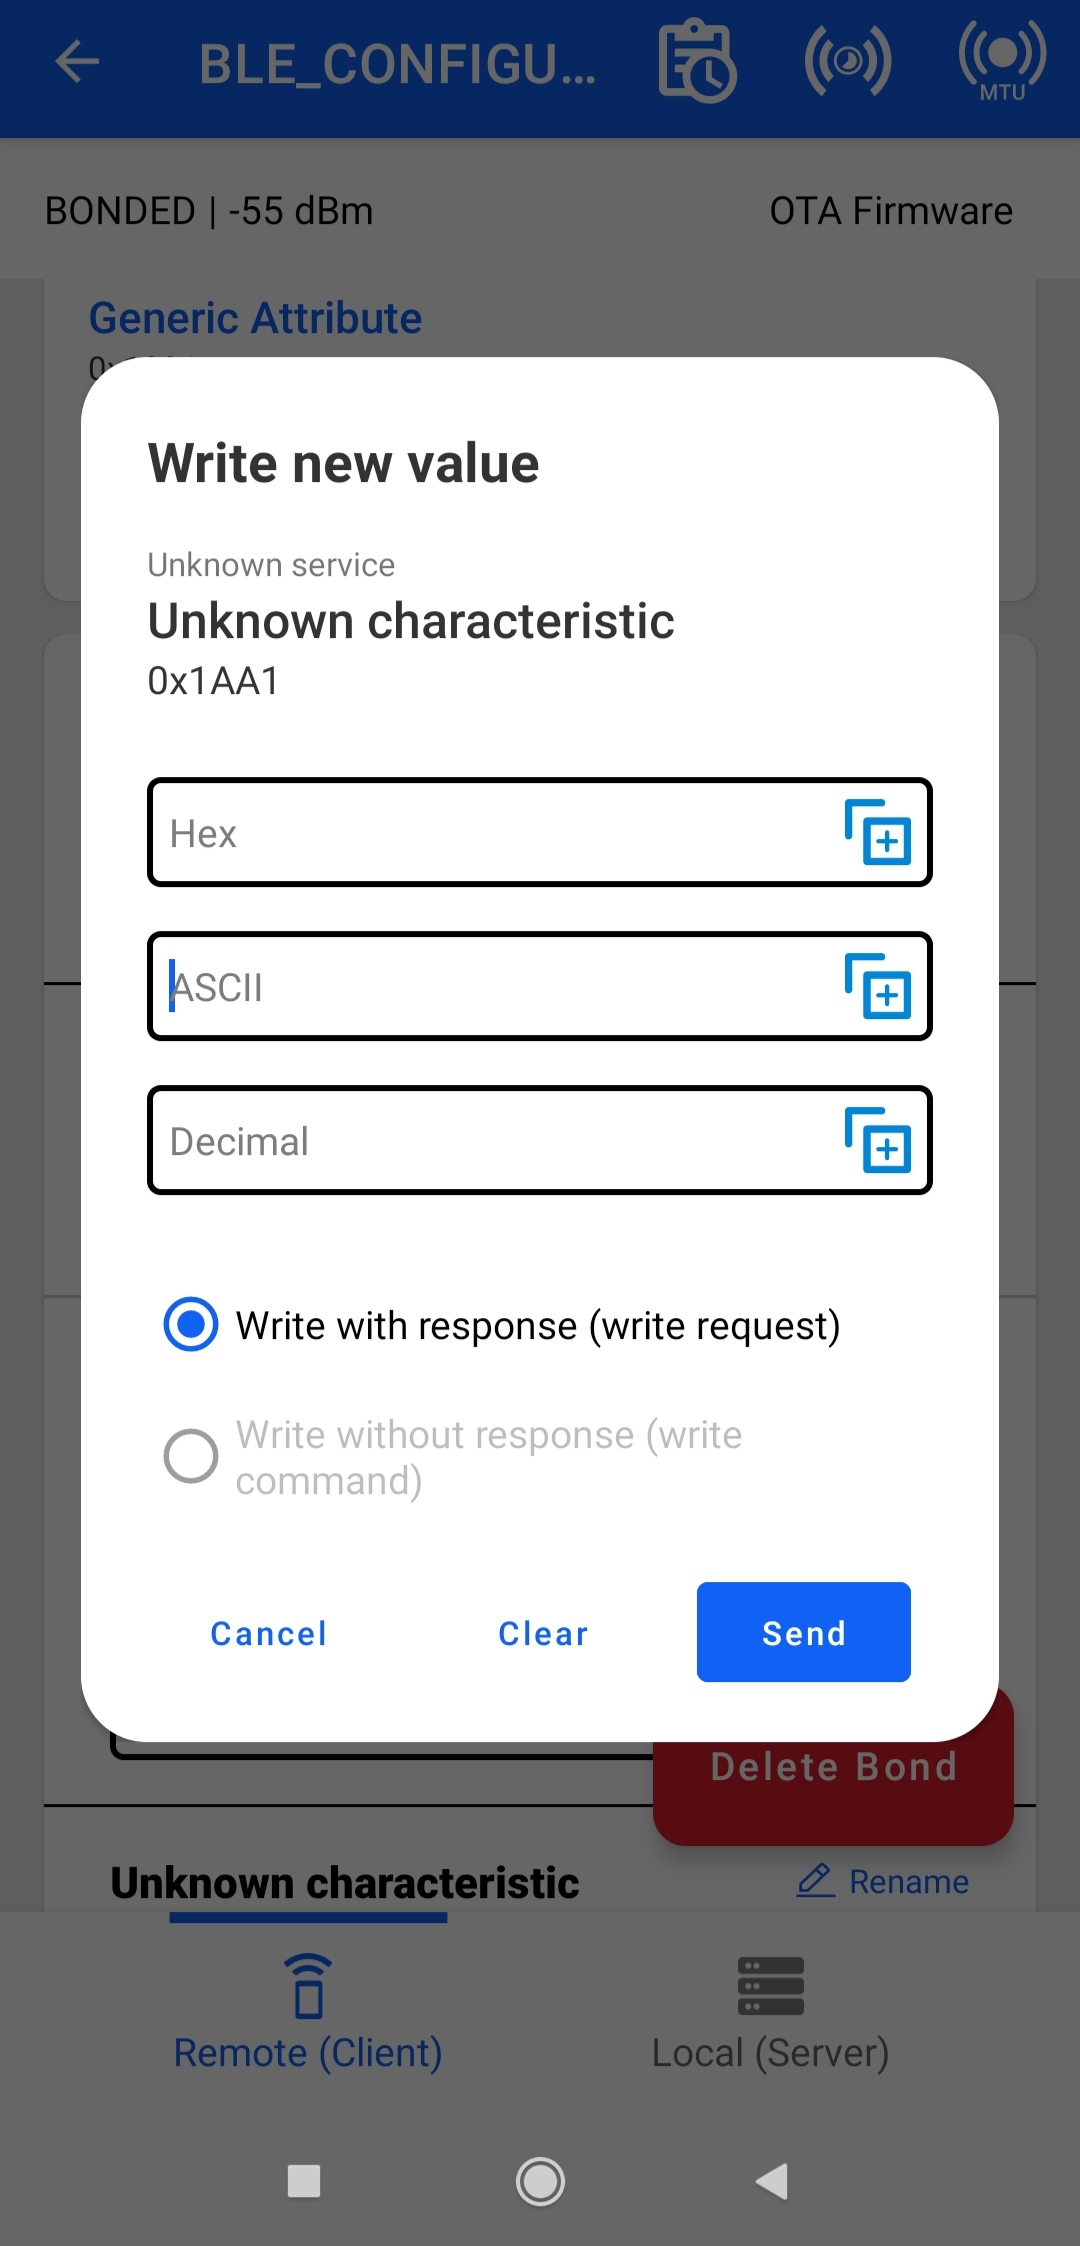 BLE_CONFIGU...
MTU
BONDED | -55 dBm
OTA Firmware
Generic Attribute
Write new value
Unknown service
Unknown characteristic
0x1AA1
Hex
ASCII
Decimal
Write with response (write request)
Write without response (write
command)
Cancel
Clear
Send
Delete Bond
Unknown characteristic
Rename
Remote (Client)
Local (Server)